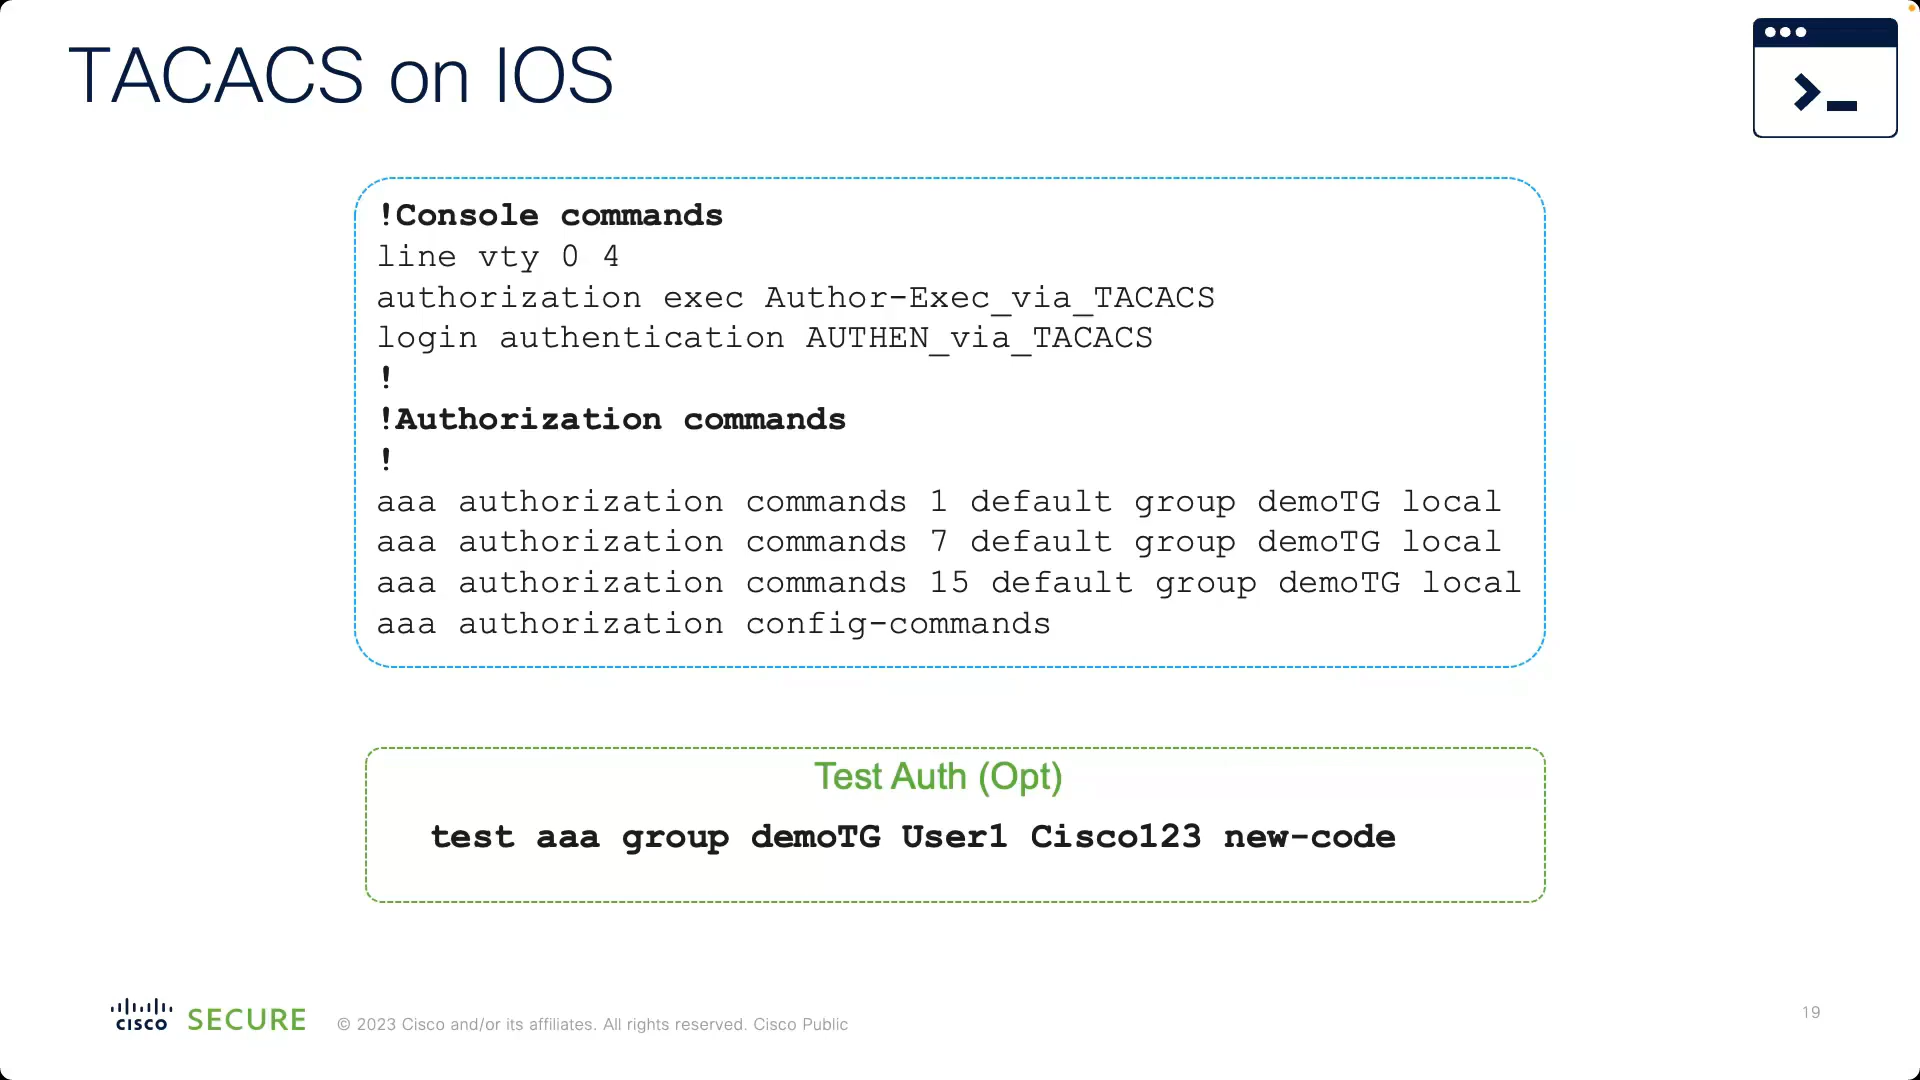 TACACS on IOS
!Console commands
line vty 0 4
authorization exec Author-Exec_via_TACACS
login authentication AUTHEN_via_TACACS
!
!Authorization commands
!
aaa authorization commands 1 default group demoTG local
aaa authorization commands 7 default group demoTG local
aaa authorization commands 15 default group demoTG local
aaa authorization config-commands
Test Auth (Opt)
test aaa group demoTG User1 Cisco123 new-code
CISCO SECURE © 2023 Cisco and/or its affiliates. All rights reserved. Cisco Public
19